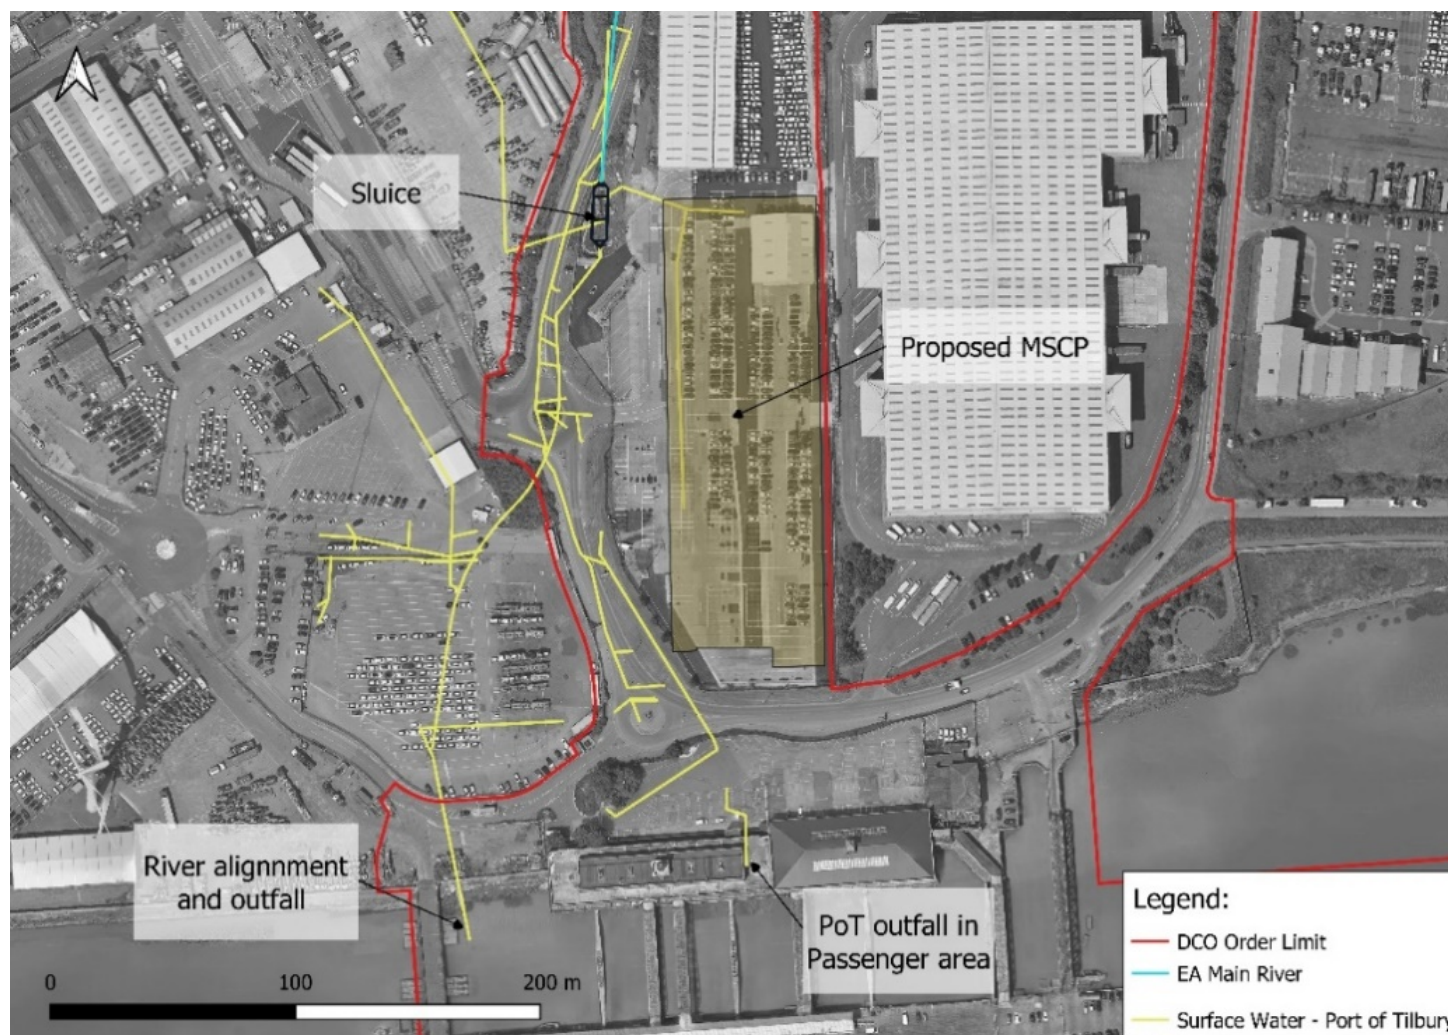 Sluice
Proposed MSCP
River alignnment
and outfall
PoT outfall in
Passenger area
0 100 200 m
Legend:
DCO Order Limit
EA Main River
Surface Water - Port of Tilbury